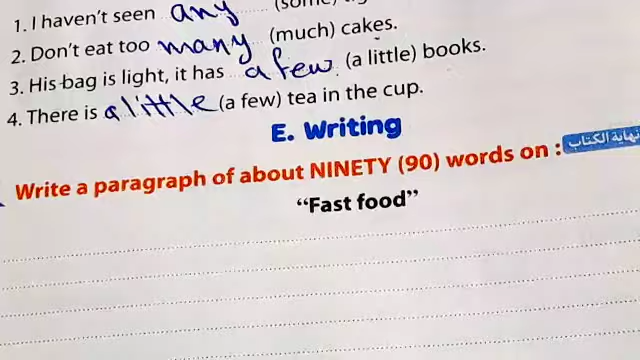 1. I haven't seen any
2. Don't eat too many (much) cakes.
3. His bag is light, it has a few (a little) books.
4. There is a little (a few) tea in the cup.
E. Writing
Write a paragraph of about NINETY (90) words on : نهاية الكتاب
“Fast food”